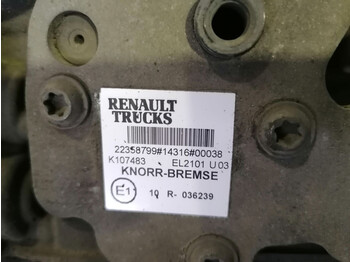 RENAULT
TRUCKS
22358799#14316#00038
K107483 EL2101 U 03
KNORR-BREMSE
E1 10 R- 036239